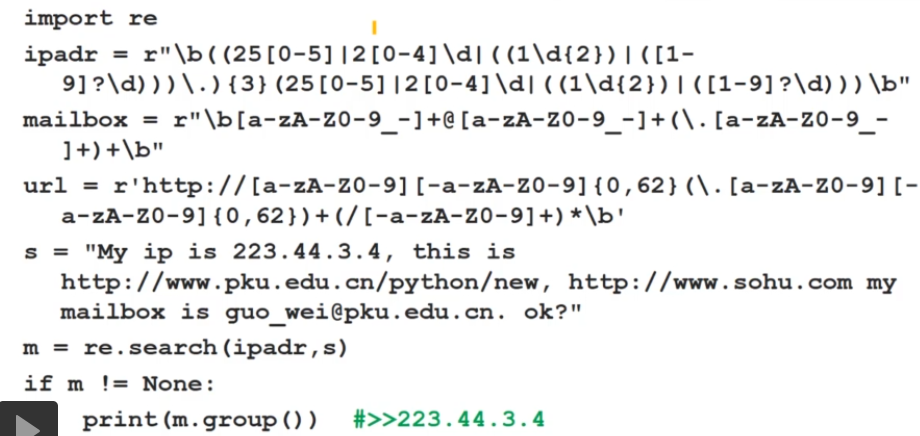 import re
ipadr = r"\b((25[0-5]|2[0-4]\d|((1\d{2})|([1-
9]?\d)))\.){3}(25[0-5]|2[0-4]\d|((1\d{2})|([1-9]?\d)))\b"
mailbox = r"\b[a-zA-Z0-9_-]+@[a-zA-Z0-9_-]+(\.[a-zA-Z0-9_-
]+)+\b"
url = r'http://[a-zA-Z0-9][-a-zA-Z0-9]{0,62}(\.[a-zA-Z0-9][-
a-zA-Z0-9]{0,62})+(/[-a-zA-Z0-9]+)*\b'
s = "My ip is 223.44.3.4, this is
http://www.pku.edu.cn/python/new, http://www.sohu.com my
mailbox is guo_wei@pku.edu.cn. ok?"
m = re.search(ipadr,s)
if m != None:
print(m.group()) #>>223.44.3.4